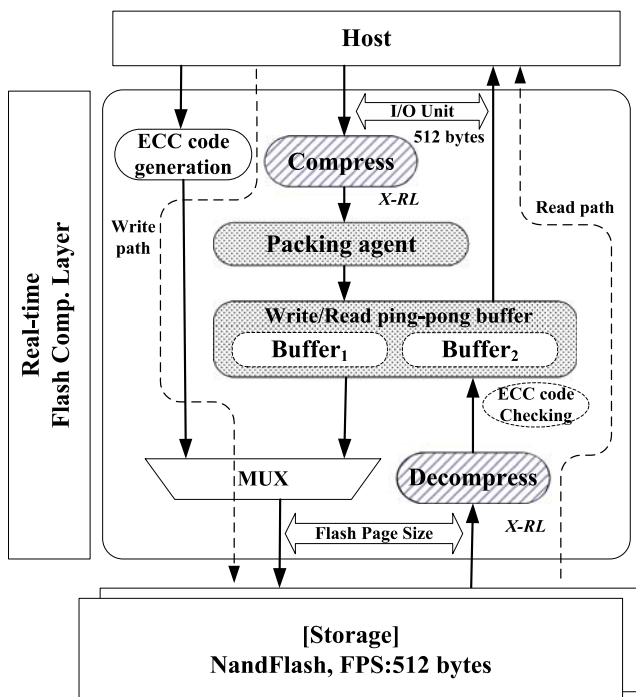 Host
I/O Unit
512 bytes
ECC code
generation
Compress
X-RL
Write
path
Read path
Packing agent
Real-time
Flash Comp. Layer
Write/Read ping-pong buffer
Buffer₁
Buffer₂
ECC code
Checking
MUX
Decompress
X-RL
Flash Page Size
[Storage]
NandFlash, FPS:512 bytes